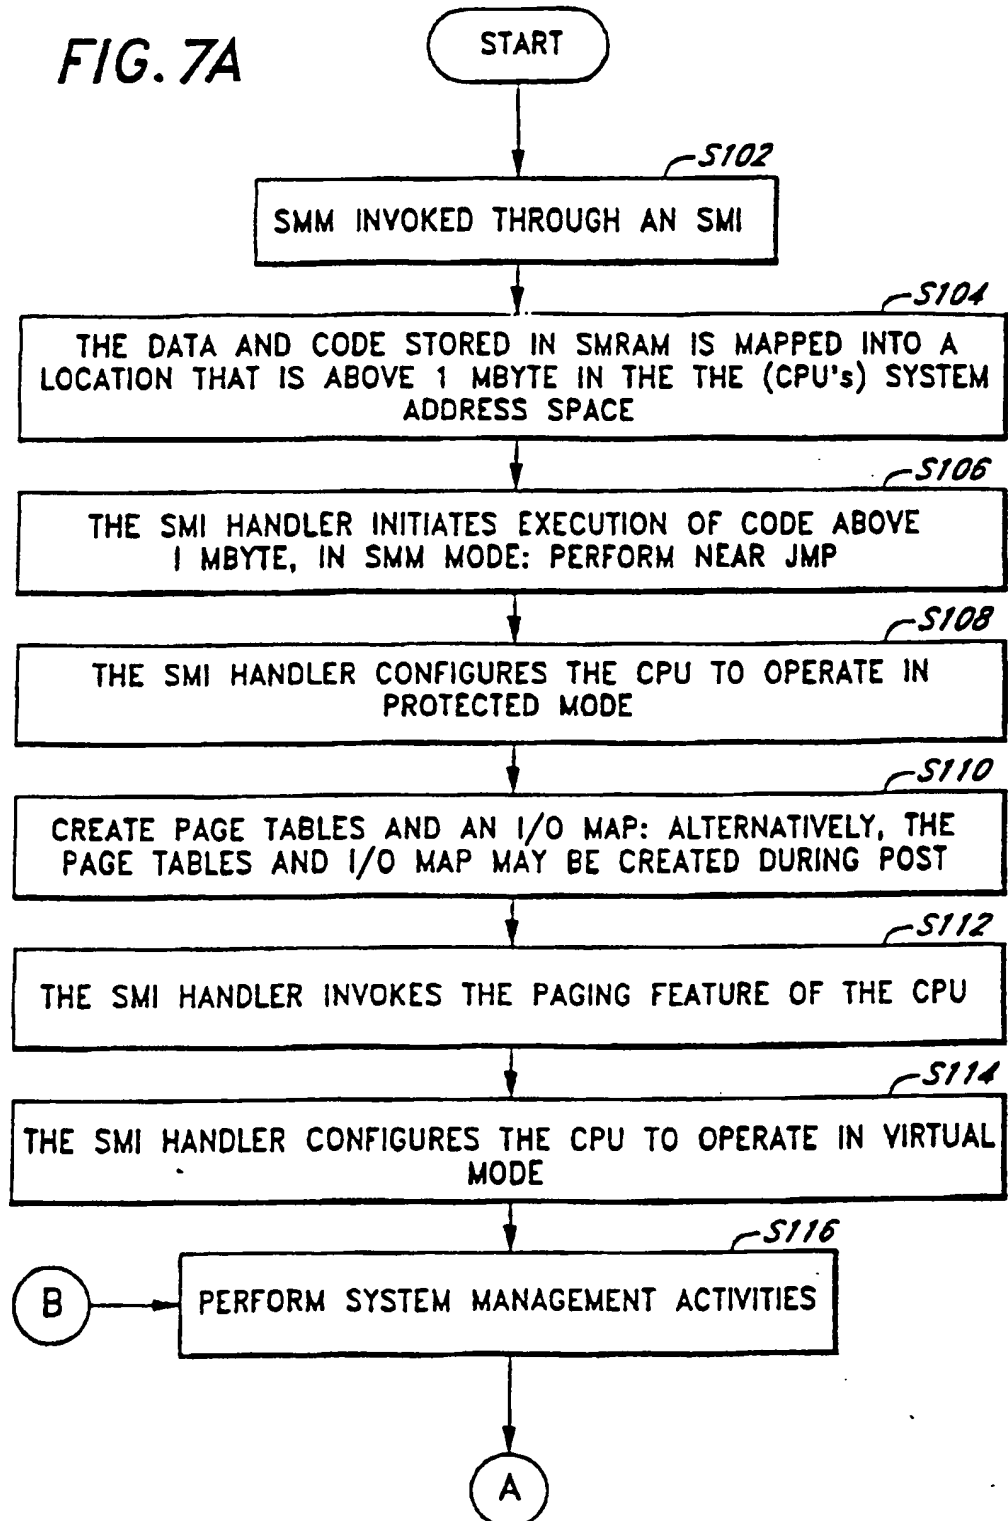 FIG. 7A
START
S102
SMM INVOKED THROUGH AN SMI
S104
THE DATA AND CODE STORED IN SMRAM IS MAPPED INTO A
LOCATION THAT IS ABOVE 1 MBYTE IN THE THE (CPU's) SYSTEM
ADDRESS SPACE
S106
THE SMI HANDLER INITIATES EXECUTION OF CODE ABOVE
1 MBYTE, IN SMM MODE: PERFORM NEAR JMP
S108
THE SMI HANDLER CONFIGURES THE CPU TO OPERATE IN
PROTECTED MODE
S110
CREATE PAGE TABLES AND AN I/O MAP: ALTERNATIVELY, THE
PAGE TABLES AND I/O MAP MAY BE CREATED DURING POST
S112
THE SMI HANDLER INVOKES THE PAGING FEATURE OF THE CPU
S114
THE SMI HANDLER CONFIGURES THE CPU TO OPERATE IN VIRTUAL
MODE
S116
B
PERFORM SYSTEM MANAGEMENT ACTIVITIES
A